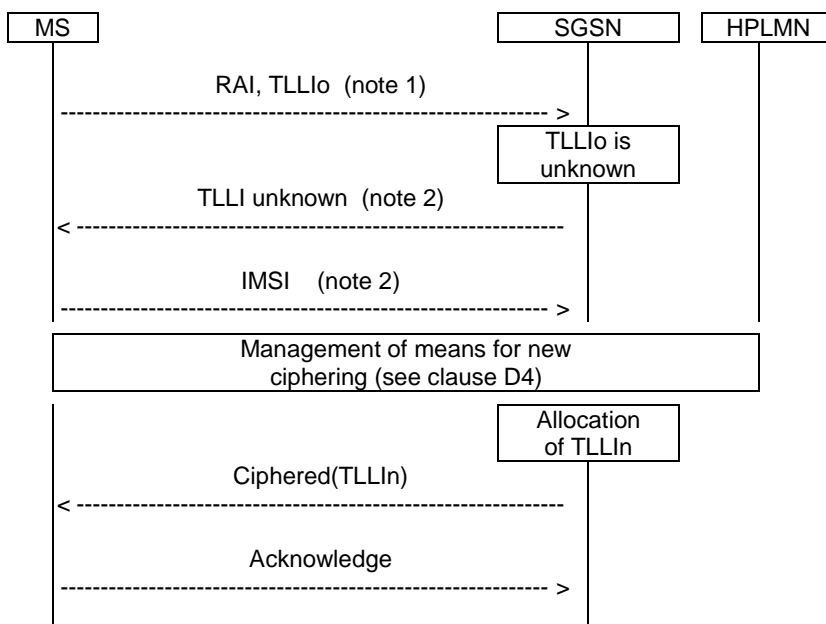 MS SGSN HPLMN
RAI, TLLIo (note 1)
------------------------------------------------------------- >
TLLIo is
unknown
TLLI unknown (note 2)
< -------------------------------------------------------------
IMSI (note 2)
------------------------------------------------------------- >
Management of means for new
ciphering (see clause D4)
Allocation
of TLLIn
Ciphered(TLLIn)
< -------------------------------------------------------------
Acknowledge
------------------------------------------------------------- >